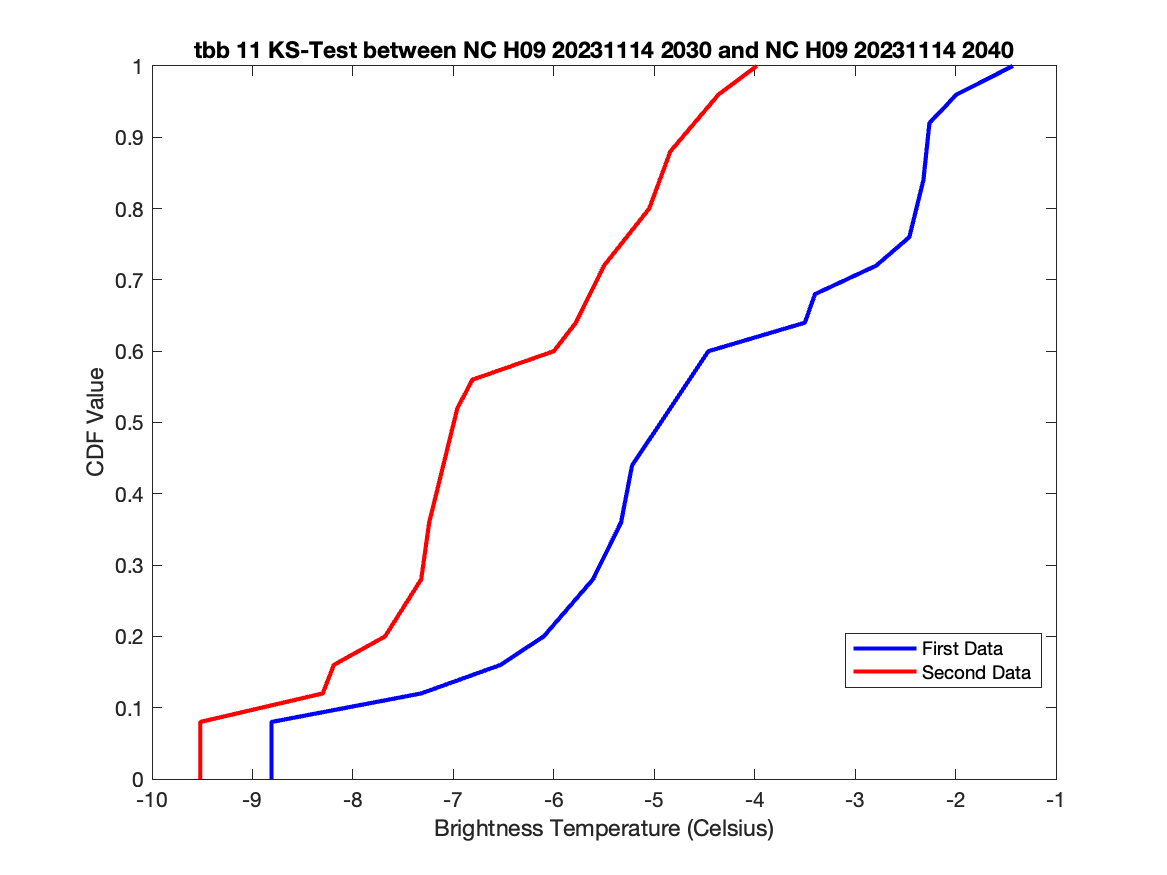 tbb 11 KS-Test between NC H09 20231114 2030 and NC H09 20231114 2040
1
0.9
0.8
0.7
0.6
0.5
0.4
0.3
0.2
0.1
0
CDF Value
First Data
Second Data
-10 -9 -8 -7 -6 -5 -4 -3 -2 -1
Brightness Temperature (Celsius)